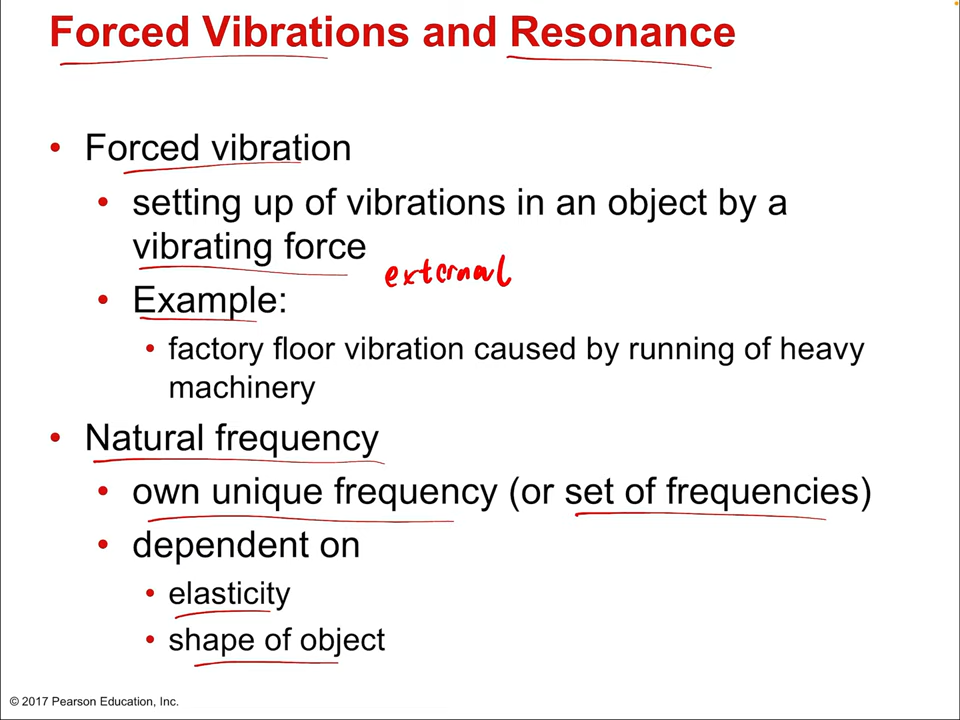 Forced Vibrations and Resonance
• Forced vibration
• setting up of vibrations in an object by a
vibrating force
external
• Example:
• factory floor vibration caused by running of heavy
machinery
• Natural frequency
• own unique frequency (or set of frequencies)
• dependent on
• elasticity
• shape of object
© 2017 Pearson Education, Inc.